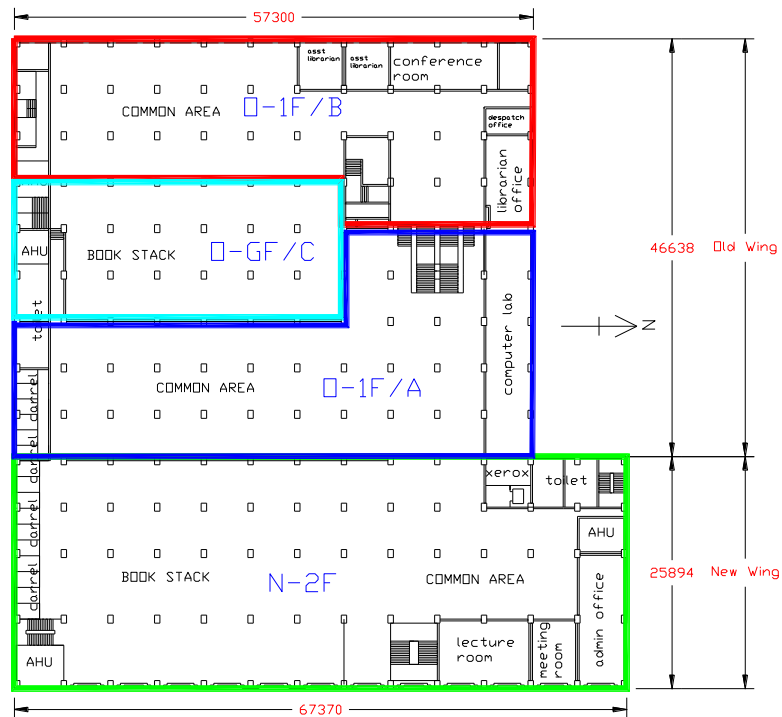 57300
asst
librarian
asst
librarian
conference
room
COMMON AREA
O-1F/B
despatch
office
librarian
office
AHU
AHU
BOOK STACK
O-GF/C
46638 Old Wing
toilet
N
computer lab
COMMON AREA
O-1F/A
darrel
darrel
darrel
darrel
darrel
xerox
toilet
AHU
BOOK STACK
N-2F
COMMON AREA
25894 New Wing
admin office
lecture
room
meeting
room
AHU
67370